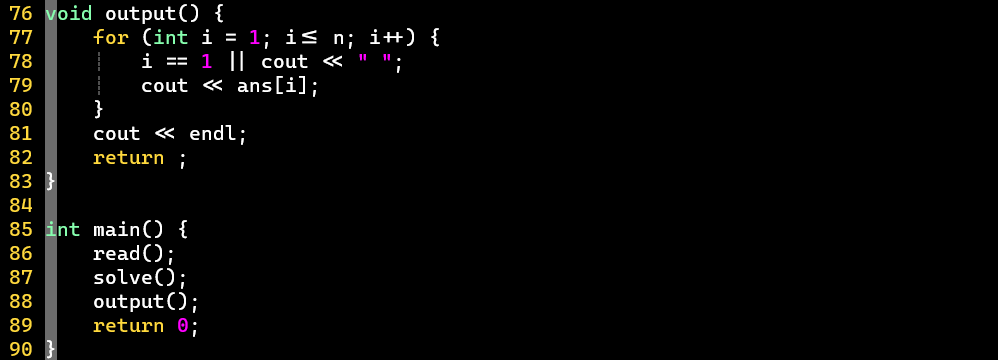 76 void output() {
77     for (int i = 1; i <= n; i++) {
78         i == 1 || cout << " ";
79         cout << ans[i];
80     }
81     cout << endl;
82     return ;
83 }
84
85 int main() {
86     read();
87     solve();
88     output();
89     return 0;
90 }